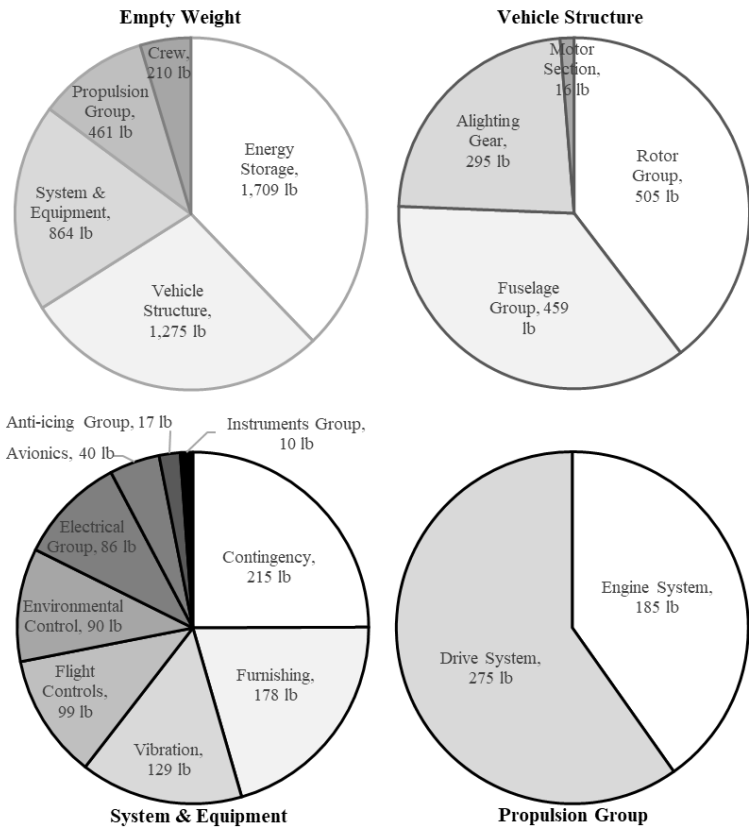 Empty Weight
Crew,
210 lb
Propulsion
Group,
461 lb
Energy
Storage,
1,709 lb
System &
Equipment,
864 lb
Vehicle
Structure,
1,275 lb
Vehicle Structure
Motor
Section,
16 lb
Alighting
Gear,
295 lb
Rotor
Group,
505 lb
Fuselage
Group, 459
lb
Anti-icing Group, 17 lb
Instruments Group,
10 lb
Avionics, 40 lb
Electrical
Group, 86 lb
Contingency,
215 lb
Environmental
Control, 90 lb
Flight
Controls,
99 lb
Furnishing,
178 lb
Vibration,
129 lb
System & Equipment
Engine System,
185 lb
Drive System,
275 lb
Propulsion Group